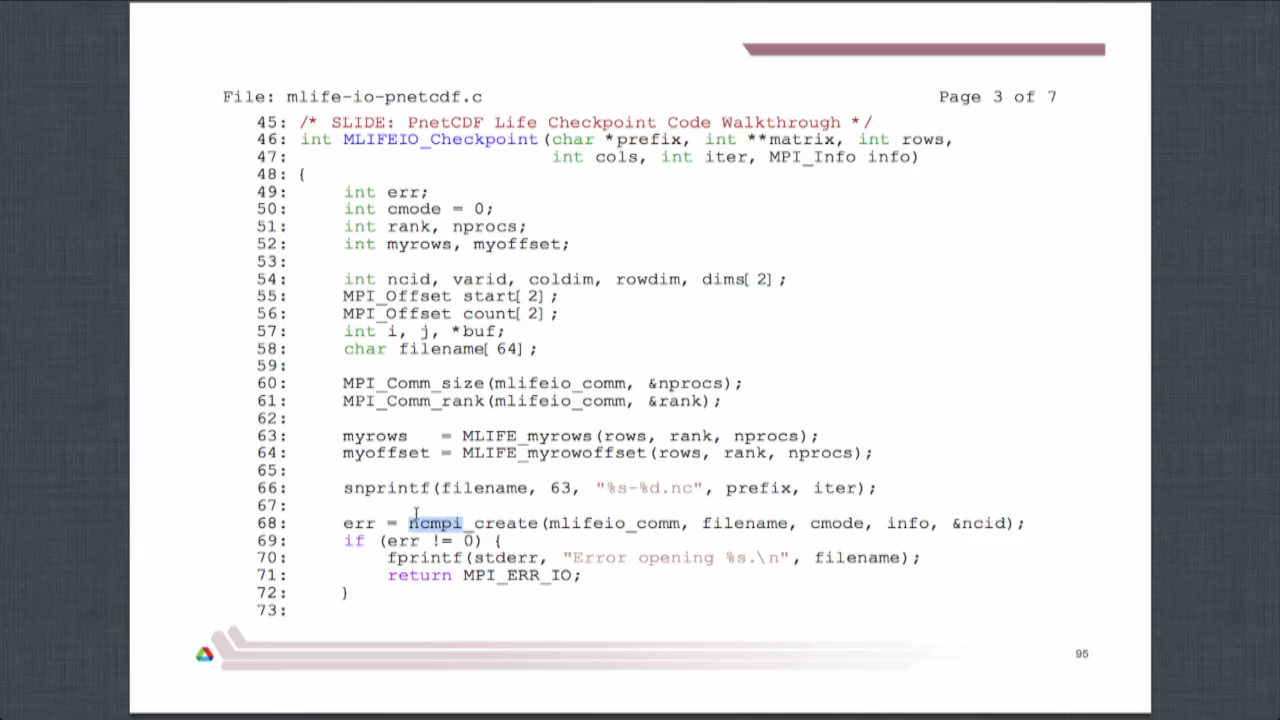 File: mlife-io-pnetcdf.c Page 3 of 7
45: /* SLIDE: PnetCDF Life Checkpoint Code Walkthrough */
46: int MLIFEIO_Checkpoint(char *prefix, int **matrix, int rows,
47: int cols, int iter, MPI_Info info)
48: {
49: int err;
50: int cmode = 0;
51: int rank, nprocs;
52: int myrows, myoffset;
53:
54: int ncid, varid, coldim, rowdim, dims[2];
55: MPI_Offset start[2];
56: MPI_Offset count[2];
57: int i, j, *buf;
58: char filename[64];
59:
60: MPI_Comm_size(mlifeio_comm, &nprocs);
61: MPI_Comm_rank(mlifeio_comm, &rank);
62:
63: myrows = MLIFE_myrows(rows, rank, nprocs);
64: myoffset = MLIFE_myrowoffset(rows, rank, nprocs);
65:
66: snprintf(filename, 63, "%s-%d.nc", prefix, iter);
67:
68: err = ncmpi_create(mlifeio_comm, filename, cmode, info, &ncid);
69: if (err != 0) {
70: fprintf(stderr, "Error opening %s.\n", filename);
71: return MPI_ERR_IO;
72: }
73:
95